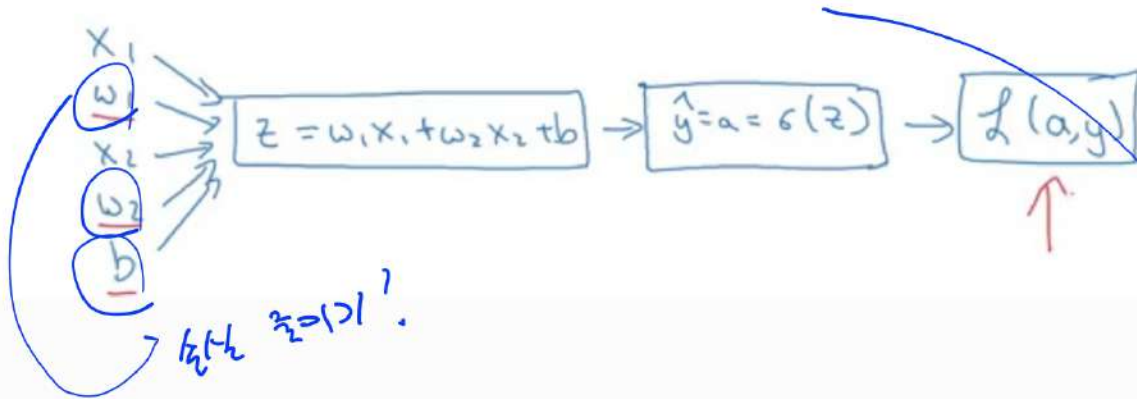 x₁
w₁
x₂
w₂
b
z = w₁x₁ + w₂x₂ + b
ŷ = a = σ(z)
ℒ(a, y)
손실 줄이기?